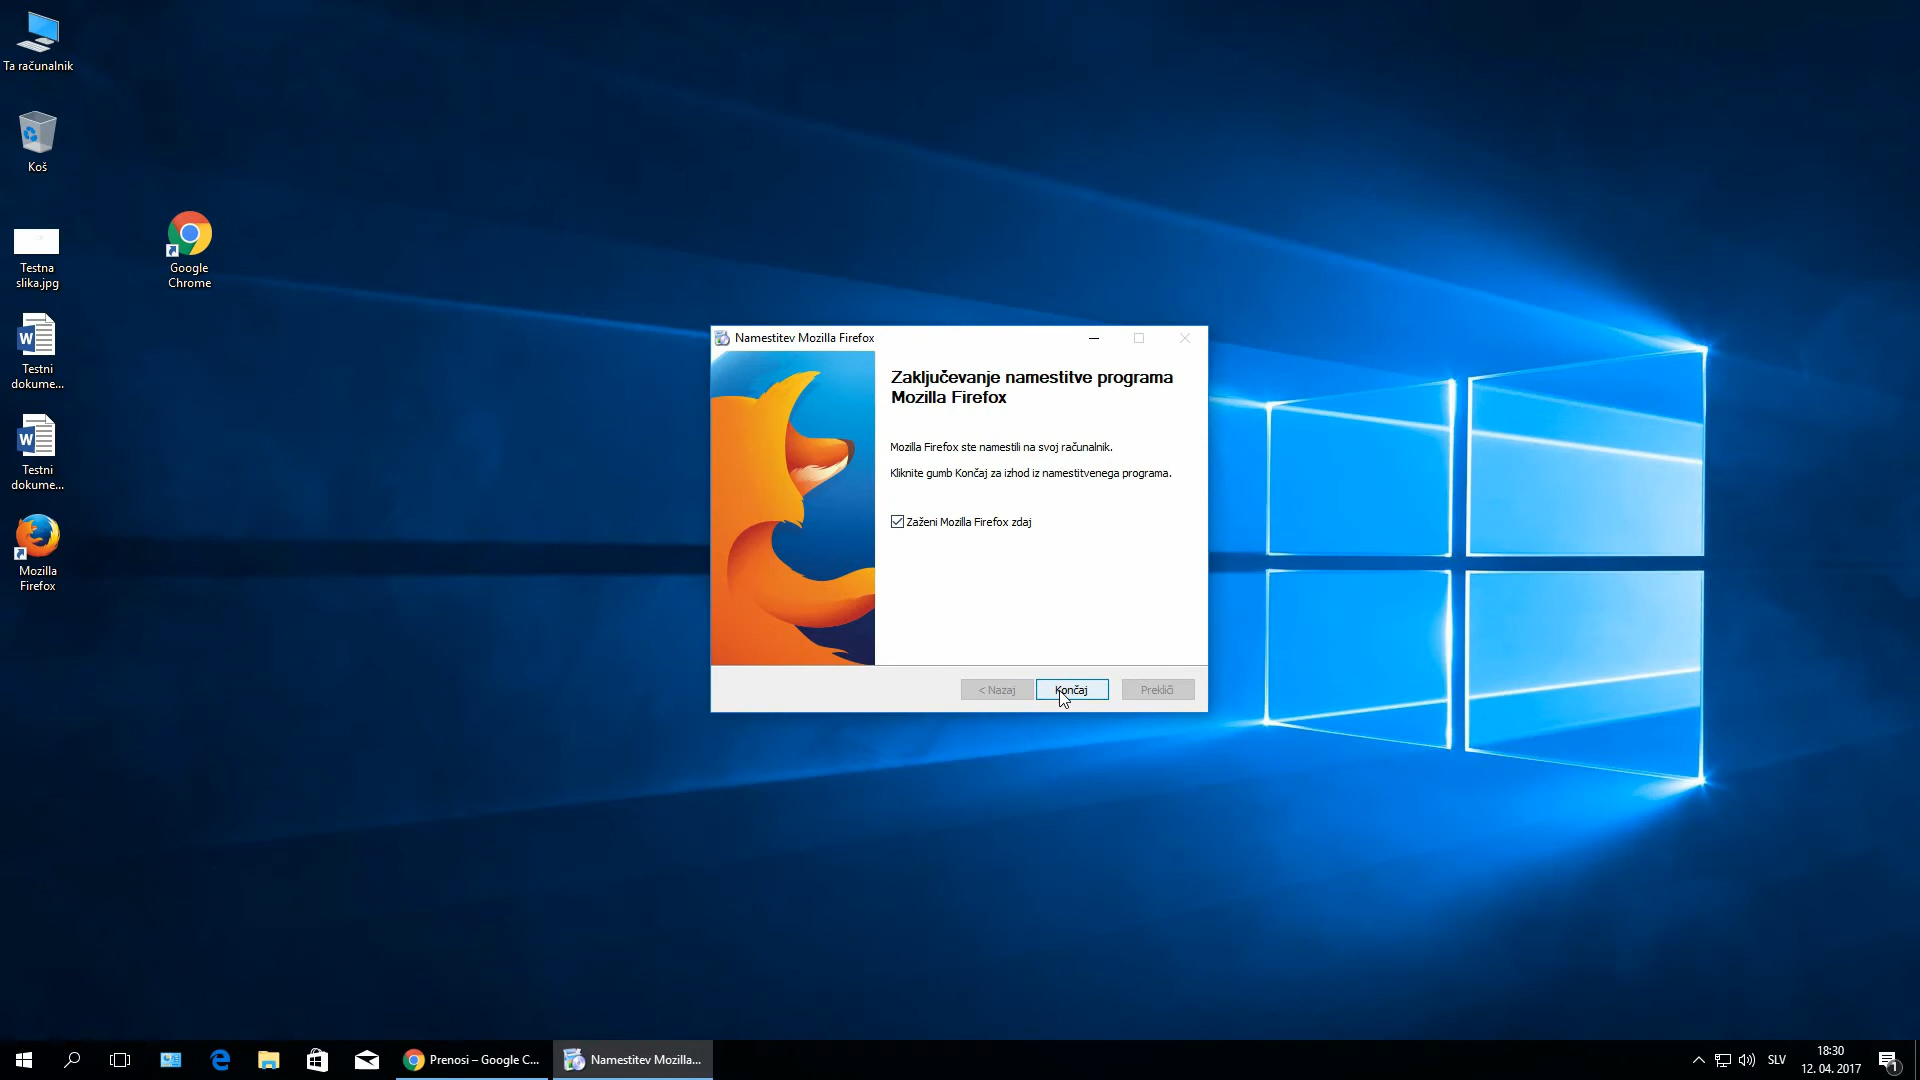 Ta računalnik
Koš
Testna
slika.jpg
Google
Chrome
Testni
dokume...
Testni
dokume...
Mozilla
Firefox
Namestitev Mozilla Firefox
Zaključevanje namestitve programa
Mozilla Firefox
Mozilla Firefox ste namestili na svoj računalnik.
Kliknite gumb Končaj za izhod iz namestitvenega programa.
Zaženi Mozilla Firefox zdaj
< Nazaj
Končaj
Prekliči
Prenosi – Google C...
Namestitev Mozilla...
SLV
18:30
12. 04. 2017
1